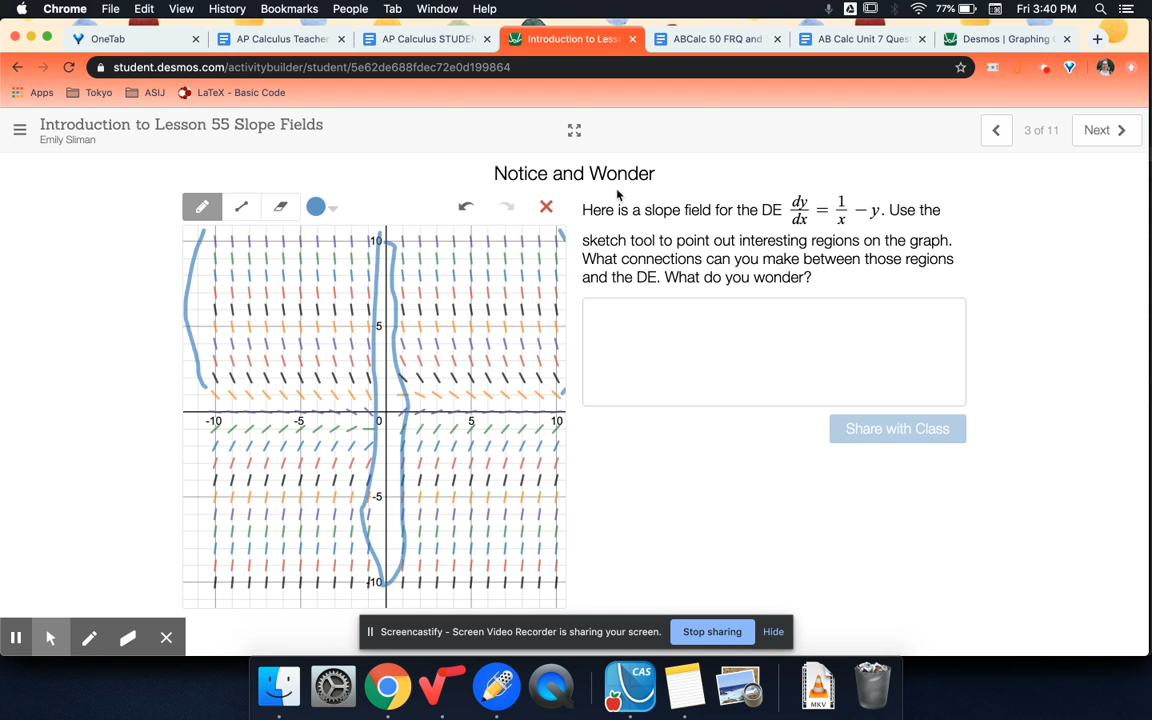 Chrome File Edit View History Bookmarks People Tab Window Help 77% Fri 3:40 PM
OneTab AP Calculus Teacher AP Calculus STUDEN Introduction to Less ABCalc 50 FRQ and AB Calc Unit 7 Quest Desmos | Graphing C
student.desmos.com/activitybuilder/student/5e62de688fdec72e0d199864
Apps Tokyo ASIJ LaTeX - Basic Code
Introduction to Lesson 55 Slope Fields
Emily Sliman
3 of 11 Next
Notice and Wonder
Here is a slope field for the DE dy/dx = 1/x − y. Use the
sketch tool to point out interesting regions on the graph.
What connections can you make between those regions
and the DE. What do you wonder?
10
5
-10 -5 0 5 10
-5
-10
Share with Class
Screencastify - Screen Video Recorder is sharing your screen. Stop sharing Hide
CAS
MKV